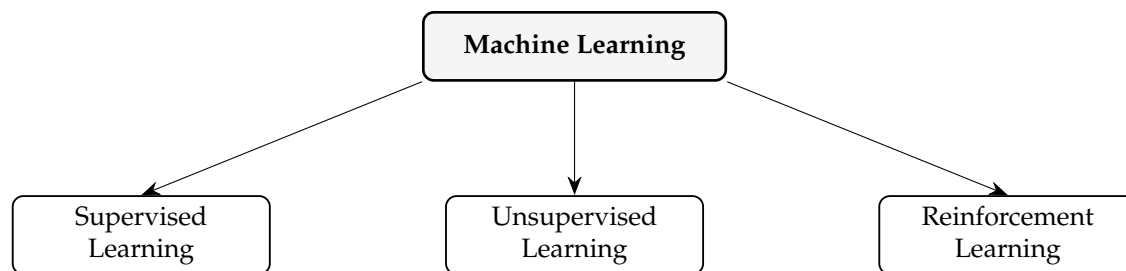 Machine Learning
Supervised
Learning
Unsupervised
Learning
Reinforcement
Learning